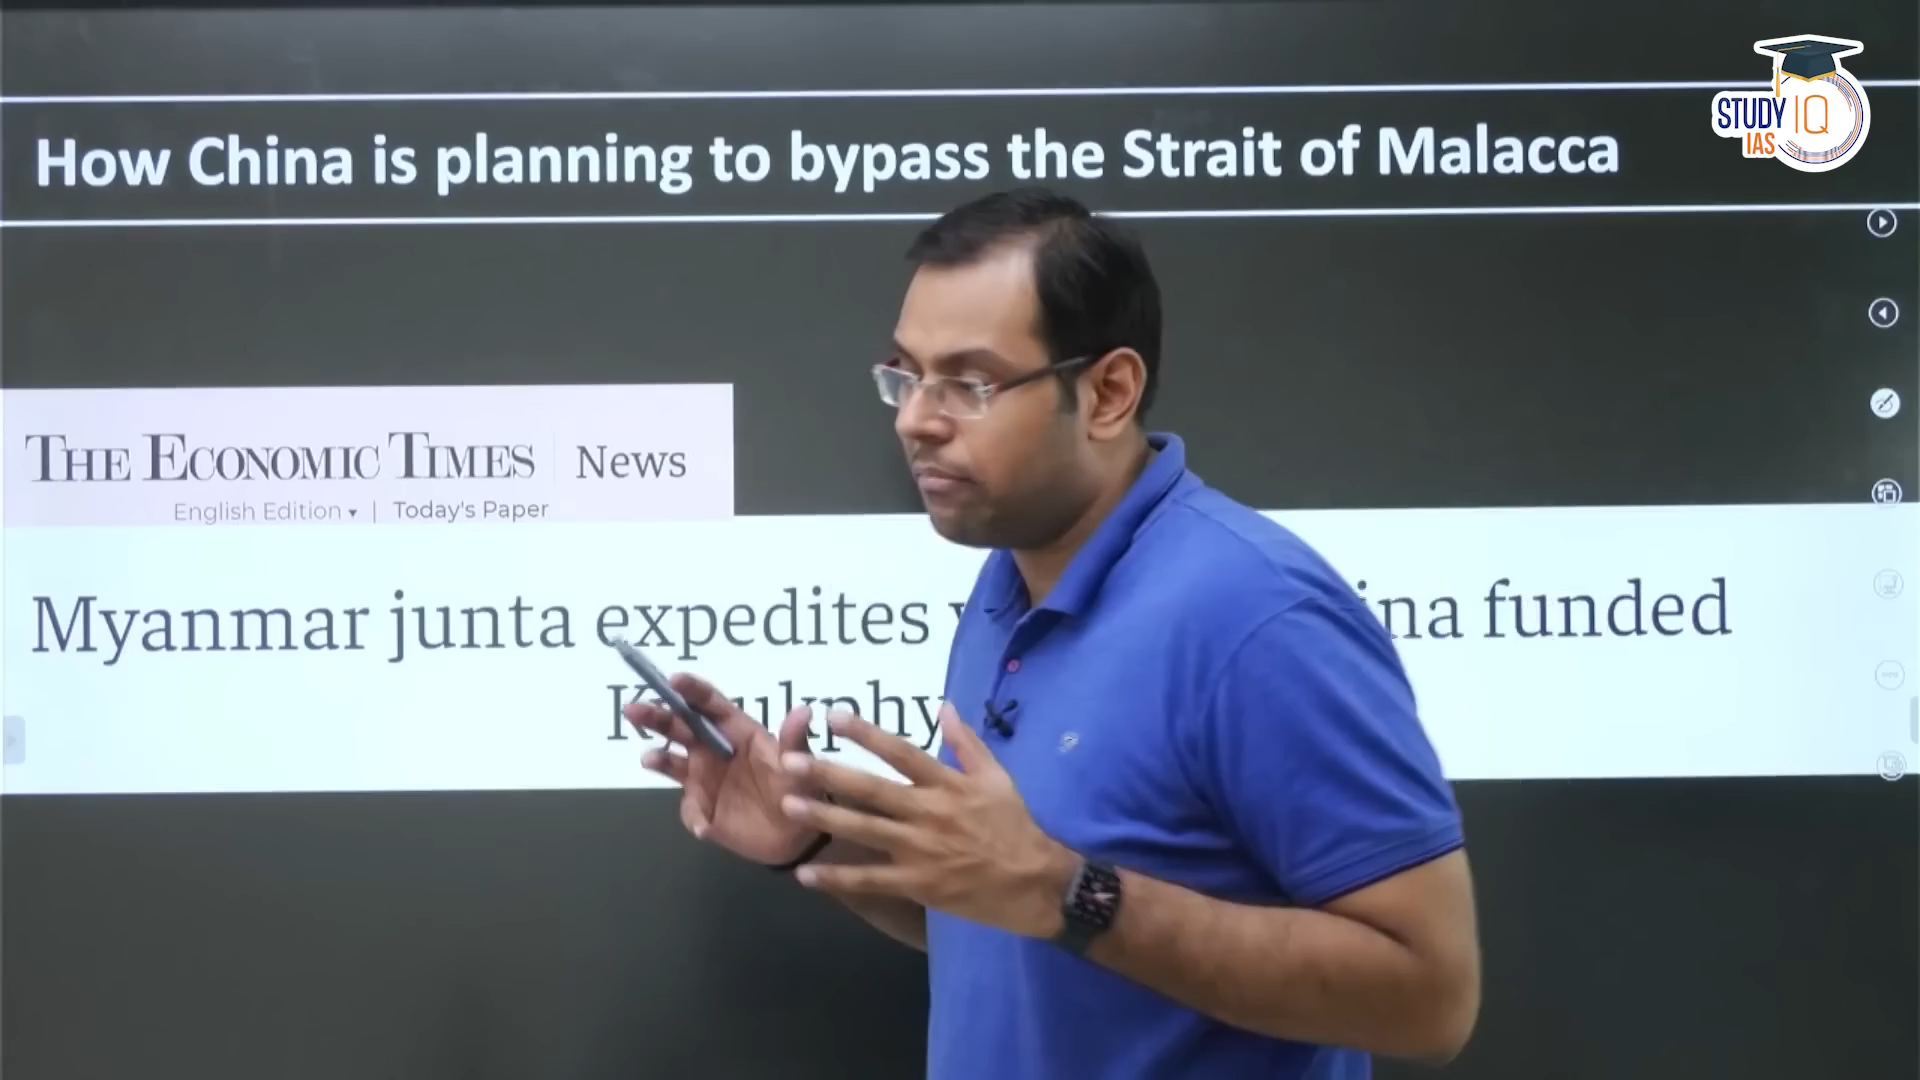 How China is planning to bypass the Strait of Malacca
STUDY IQ
IAS
THE ECONOMIC TIMES News
English Edition | Today's Paper
Myanmar junta expedites funded